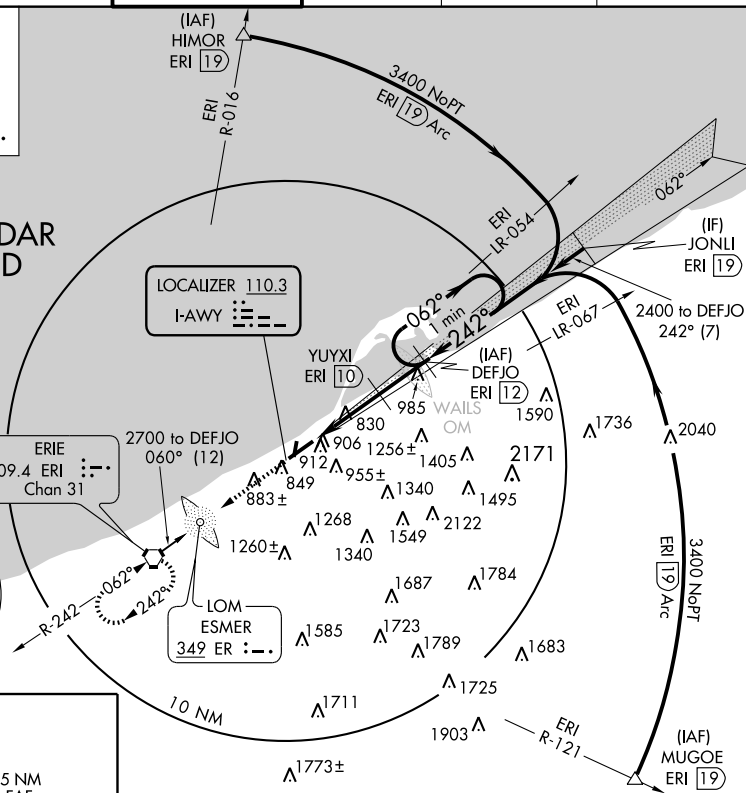 (IAF)
HIMOR
ERI 19
ERI
R-016
3400 NoPT
ERI 19 Arc
062°
DAR
D
ERI
LR-054
(IF)
JONLI
ERI 19
LOCALIZER 110.3
I-AWY
062°
1 min
242°
ERI
LR-067
2400 to DEFJO
242° (7)
YUYXI
ERI 10
(IAF)
DEFJO
ERI 12
985
WAILS
OM
1590
830
1736
2040
906
912
1256±
1405
2171
ERIE
09.4 ERI
Chan 31
2700 to DEFJO
060° (12)
849
955±
883±
1340
1495
1268
1549
2122
1260±
1340
3400 NoPT
ERI 19 Arc
R-242
062°
242°
1687
1784
LOM
ESMER
349 ER
1585
1723
1789
1683
10 NM
1711
1725
1903
ERI
R-121
(IAF)
MUGOE
ERI 19
1773±
5 NM